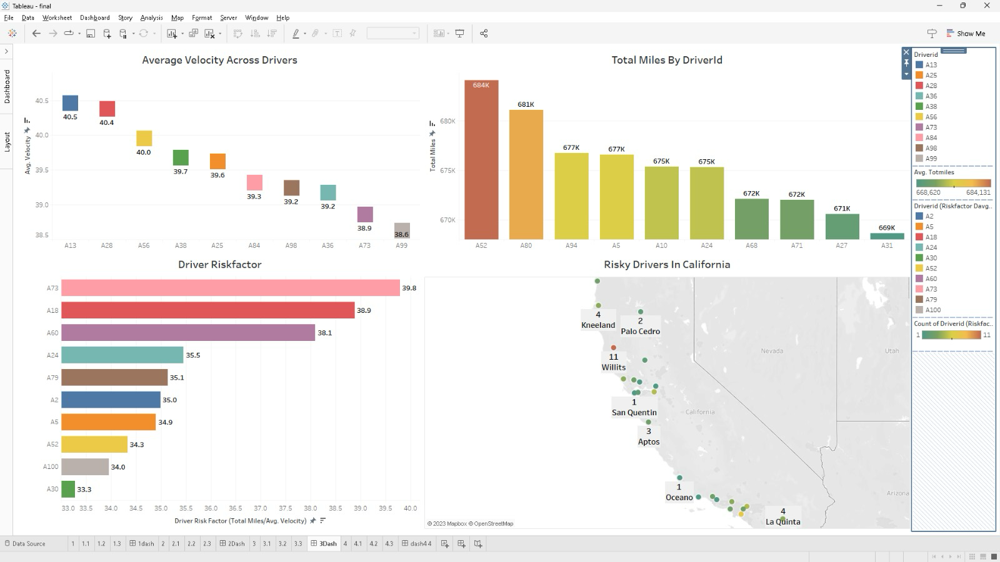 Tableau - final
File Data Worksheet Dashboard Story Analysis Map Format Server Window Help
Show Me
Dashboard
Layout
Average Velocity Across Drivers
Avg. Velocity
40.5
40.0
39.5
39.0
38.5
40.5
40.4
40.0
39.7
39.6
39.3
39.2
39.2
38.9
38.6
A13 A28 A56 A38 A25 A84 A98 A36 A73 A99
Total Miles By DriverId
Total Miles
680K
675K
670K
684K
681K
677K
677K
675K
675K
672K
672K
671K
669K
A52 A80 A94 A5 A10 A24 A68 A71 A27 A31
Driver Riskfactor
A73 39.8
A18 38.9
A60 38.1
A24 35.5
A79 35.1
A2 35.0
A5 34.9
A52 34.3
A100 34.0
A30 33.3
33.0 33.5 34.0 34.5 35.0 35.5 36.0 36.5 37.0 37.5 38.0 38.5 39.0 39.5 40.0
Driver Risk Factor (Total Miles/Avg. Velocity)
Risky Drivers In California
4
Kneeland
2
Palo Cedro
11
Willits
Nevada
Utah
1
San Quentin
California
3
Aptos
1
Oceano
Arizona
4
La Quinta
© 2023 Mapbox © OpenStreetMap
Driverid
A13
A25
A28
A36
A38
A56
A73
A84
A98
A99
Avg. Totmiles
668,620 684,131
Driverid (Riskfactor Davg..
A2
A5
A18
A24
A30
A52
A60
A73
A79
A100
Count of Driverid (Riskfac..
1 11
Data Source 1 1.1 1.2 1.3 1dash 2 2.1 2.2 2.3 2Dash 3 3.1 3.2 3.3 3Dash 4 4.1 4.2 4.3 dash4 4